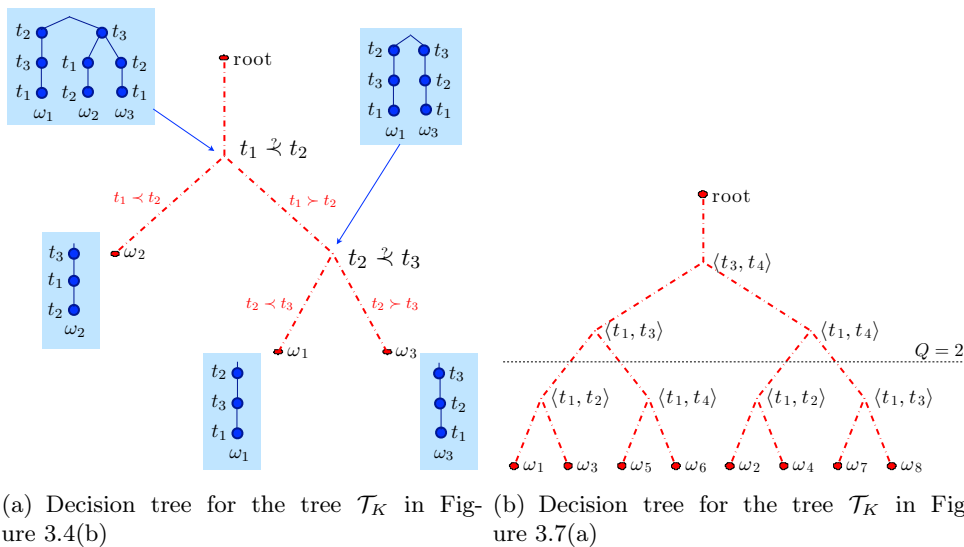 t₂ t₃
t₃ t₁ t₂
t₁ t₂ t₁
ω₁ ω₂ ω₃
t₂ t₃
t₃ t₂
t₁ t₁
ω₁ ω₃
root
t₁ ?≺ t₂
t₁ ≺ t₂
t₁ ≻ t₂
ω₂
t₃
t₁
t₂
ω₂
t₂ ?≺ t₃
t₂ ≺ t₃
t₂ ≻ t₃
ω₁
ω₃
t₂
t₃
t₁
ω₁
t₃
t₂
t₁
ω₃
(a) Decision tree for the tree 𝒯_K in Fig-
ure 3.4(b)
root
⟨t₃, t₄⟩
⟨t₁, t₃⟩ ⟨t₁, t₄⟩
Q = 2
⟨t₁, t₂⟩ ⟨t₁, t₄⟩ ⟨t₁, t₂⟩ ⟨t₁, t₃⟩
ω₁ ω₃ ω₅ ω₆ ω₂ ω₄ ω₇ ω₈
(b) Decision tree for the tree 𝒯_K in Fig
ure 3.7(a)